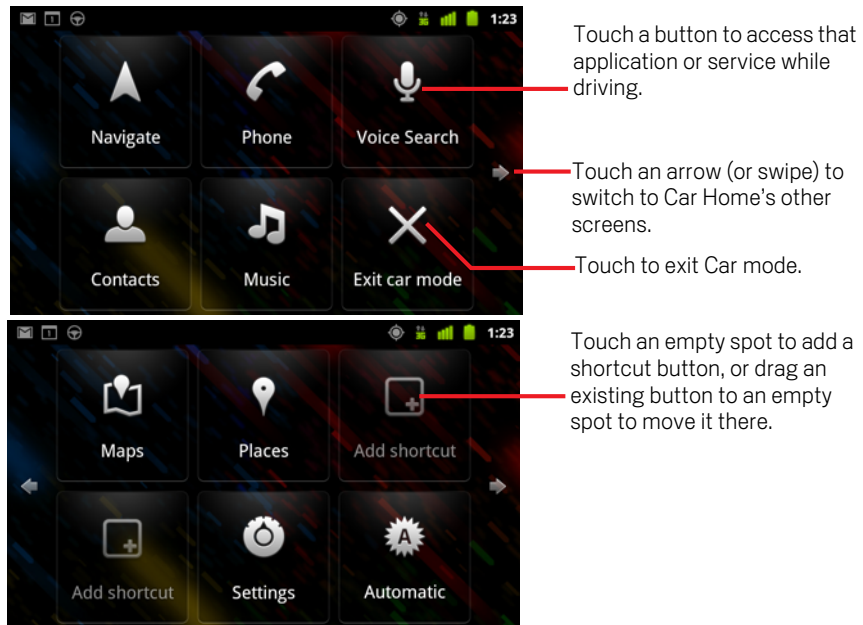 1:23
Navigate
Phone
Voice Search
Contacts
Music
Exit car mode
Touch a button to access that
application or service while
driving.
Touch an arrow (or swipe) to
switch to Car Home’s other
screens.
Touch to exit Car mode.
1:23
Maps
Places
Add shortcut
Add shortcut
Settings
A
Automatic
Touch an empty spot to add a
shortcut button, or drag an
existing button to an empty
spot to move it there.